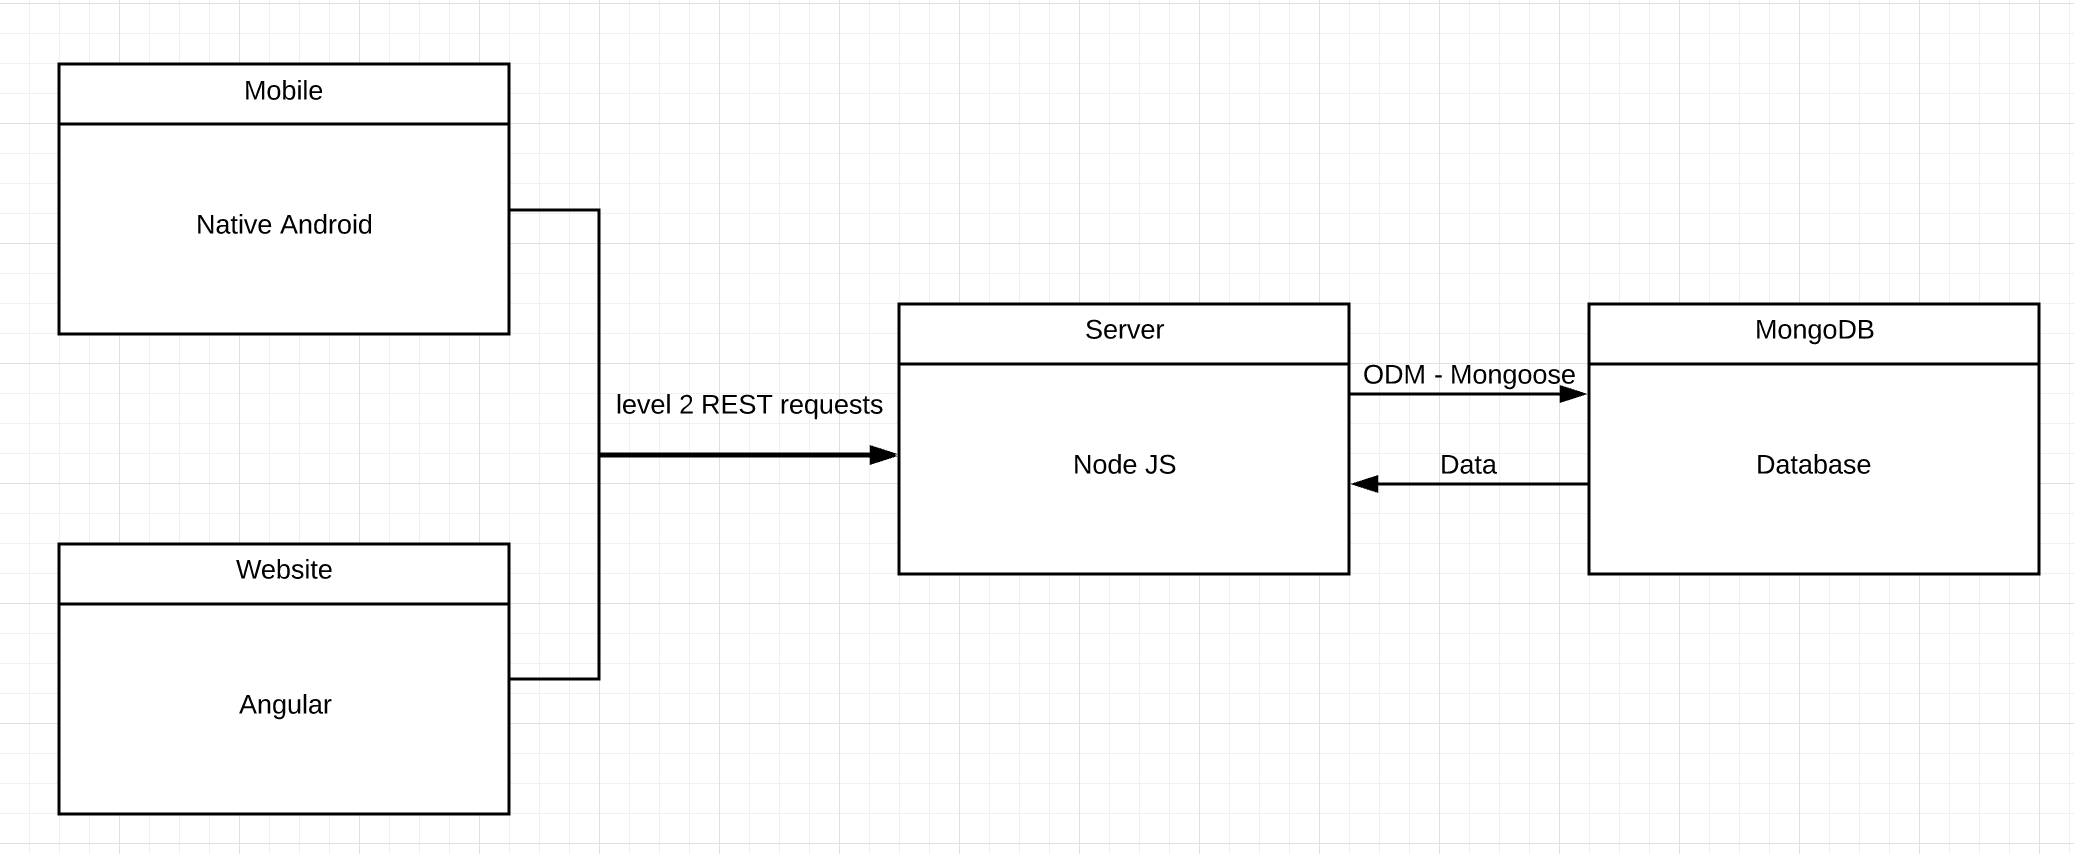 Mobile
Native Android
Website
Angular
level 2 REST requests
Server
Node JS
ODM - Mongoose
Data
MongoDB
Database